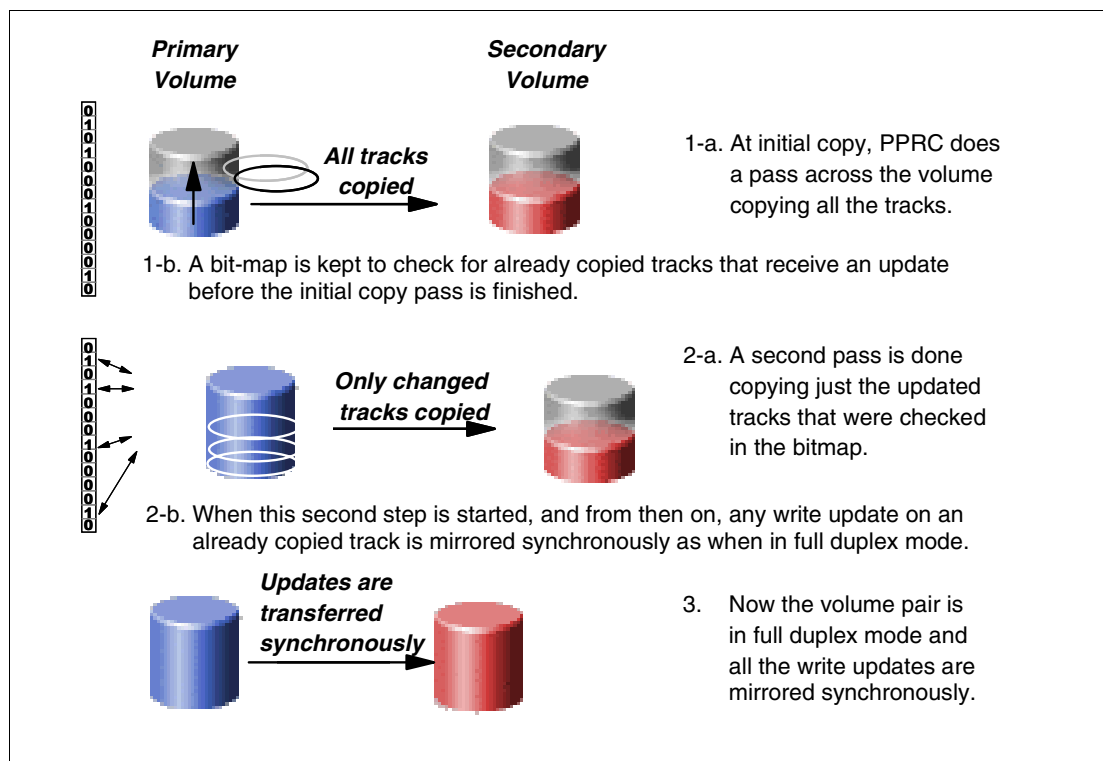 Primary
Volume
Secondary
Volume
0
1
0
1
0
0
0
1
0
0
0
0
1
0
All tracks
copied
1-a. At initial copy, PPRC does
a pass across the volume
copying all the tracks.
1-b. A bit-map is kept to check for already copied tracks that receive an update
before the initial copy pass is finished.
0
1
0
1
0
0
0
1
0
0
0
0
1
0
Only changed
tracks copied
2-a. A second pass is done
copying just the updated
tracks that were checked
in the bitmap.
2-b. When this second step is started, and from then on, any write update on an
already copied track is mirrored synchronously as when in full duplex mode.
Updates are
transferred
synchronously
3. Now the volume pair is
in full duplex mode and
all the write updates are
mirrored synchronously.